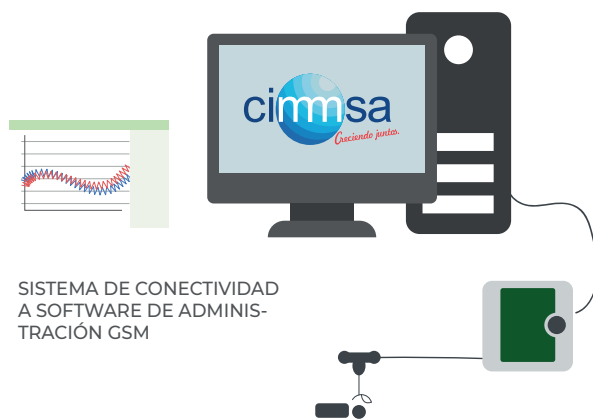 cimmsa
Creciendo juntos.
SISTEMA DE CONECTIVIDAD
A SOFTWARE DE ADMINIS-
TRACIÓN GSM